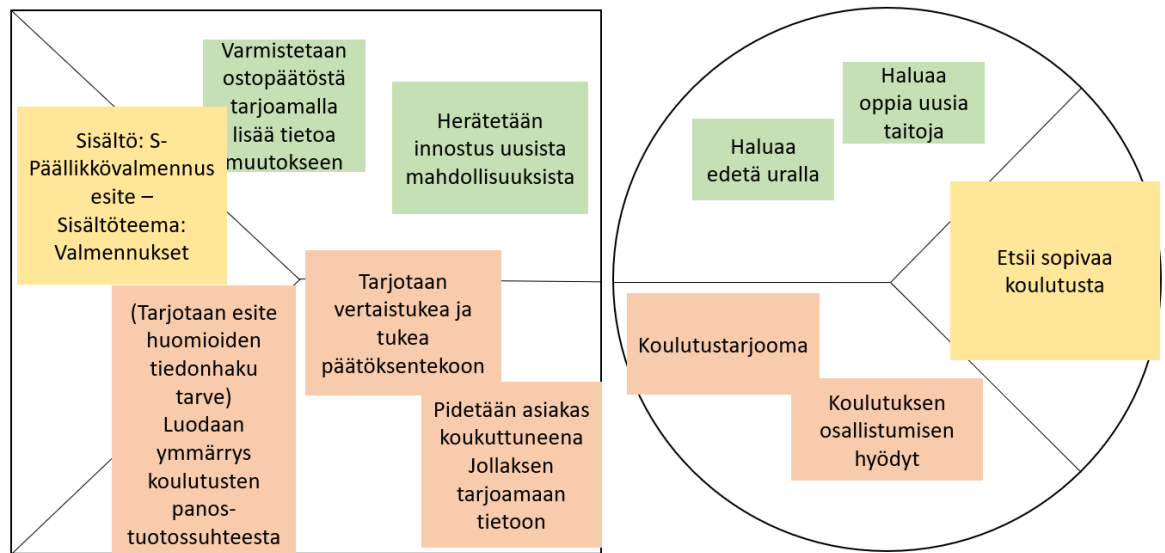 Varmistetaan
ostopäätöstä
tarjoamalla
lisää tietoa
muutokseen
Herätetään
innostus uusista
mahdollisuuksista
Sisältö: S-
Päällikkövalmennus
esite –
Sisältöteema:
Valmennukset
Tarjotaan
vertaistukea ja
tukea
päätöksentekoon
(Tarjotaan esite
huomioiden
tiedonhaku
tarve)
Luodaan
ymmärrys
koulutusten
panos-
tuotossuhteesta
Pidetään asiakas
koukuttuneena
Jollaksen
tarjoamaan
tietoon
Haluaa
oppia uusia
taitoja
Haluaa
edetä uralla
Etsii sopivaa
koulutusta
Koulutustarjooma
Koulutuksen
osallistumisen
hyödyt